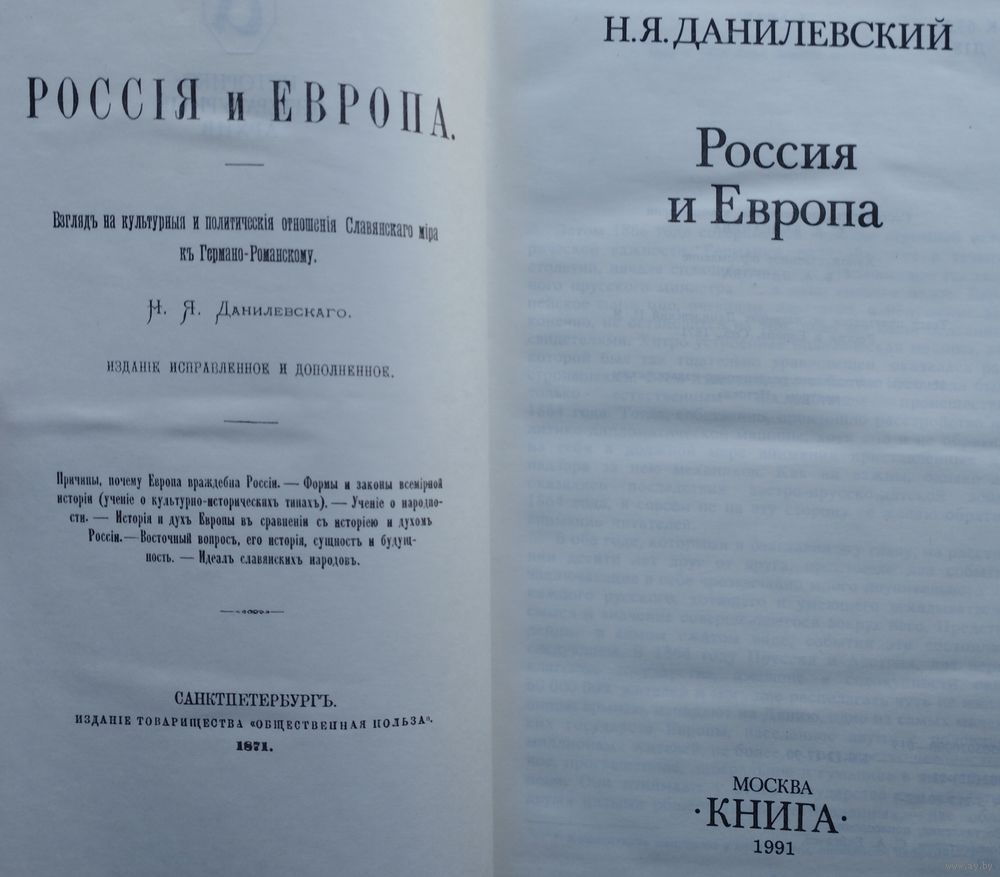 РОССІЯ и ЕВРОПА.
Взглядъ на культурныя и политическія отношенія Славянскаго міра
къ Германо-Романскому.
Н. Я. Данилевскаго.
ИЗДАНІЕ ИСПРАВЛЕННОЕ И ДОПОЛНЕННОЕ.
Причины, почему Европа враждебна Россіи. — Формы и законы всемірной
исторіи (ученіе о культурно-историческихъ типахъ). — Ученіе о народно-
сти. — Исторія и духъ Европы въ сравненіи съ исторіею и духомъ
Россіи. — Восточный вопросъ, его исторія, сущность и будущ-
ность. — Идеалъ славянскихъ народовъ.
САНКТПЕТЕРБУРГЪ.
ИЗДАНІЕ ТОВАРИЩЕСТВА «ОБЩЕСТВЕННАЯ ПОЛЬЗА».
1871.
Н.Я.ДАНИЛЕВСКИЙ
Россия
и Европа
МОСКВА
·КНИГА·
1991
www.ay.by